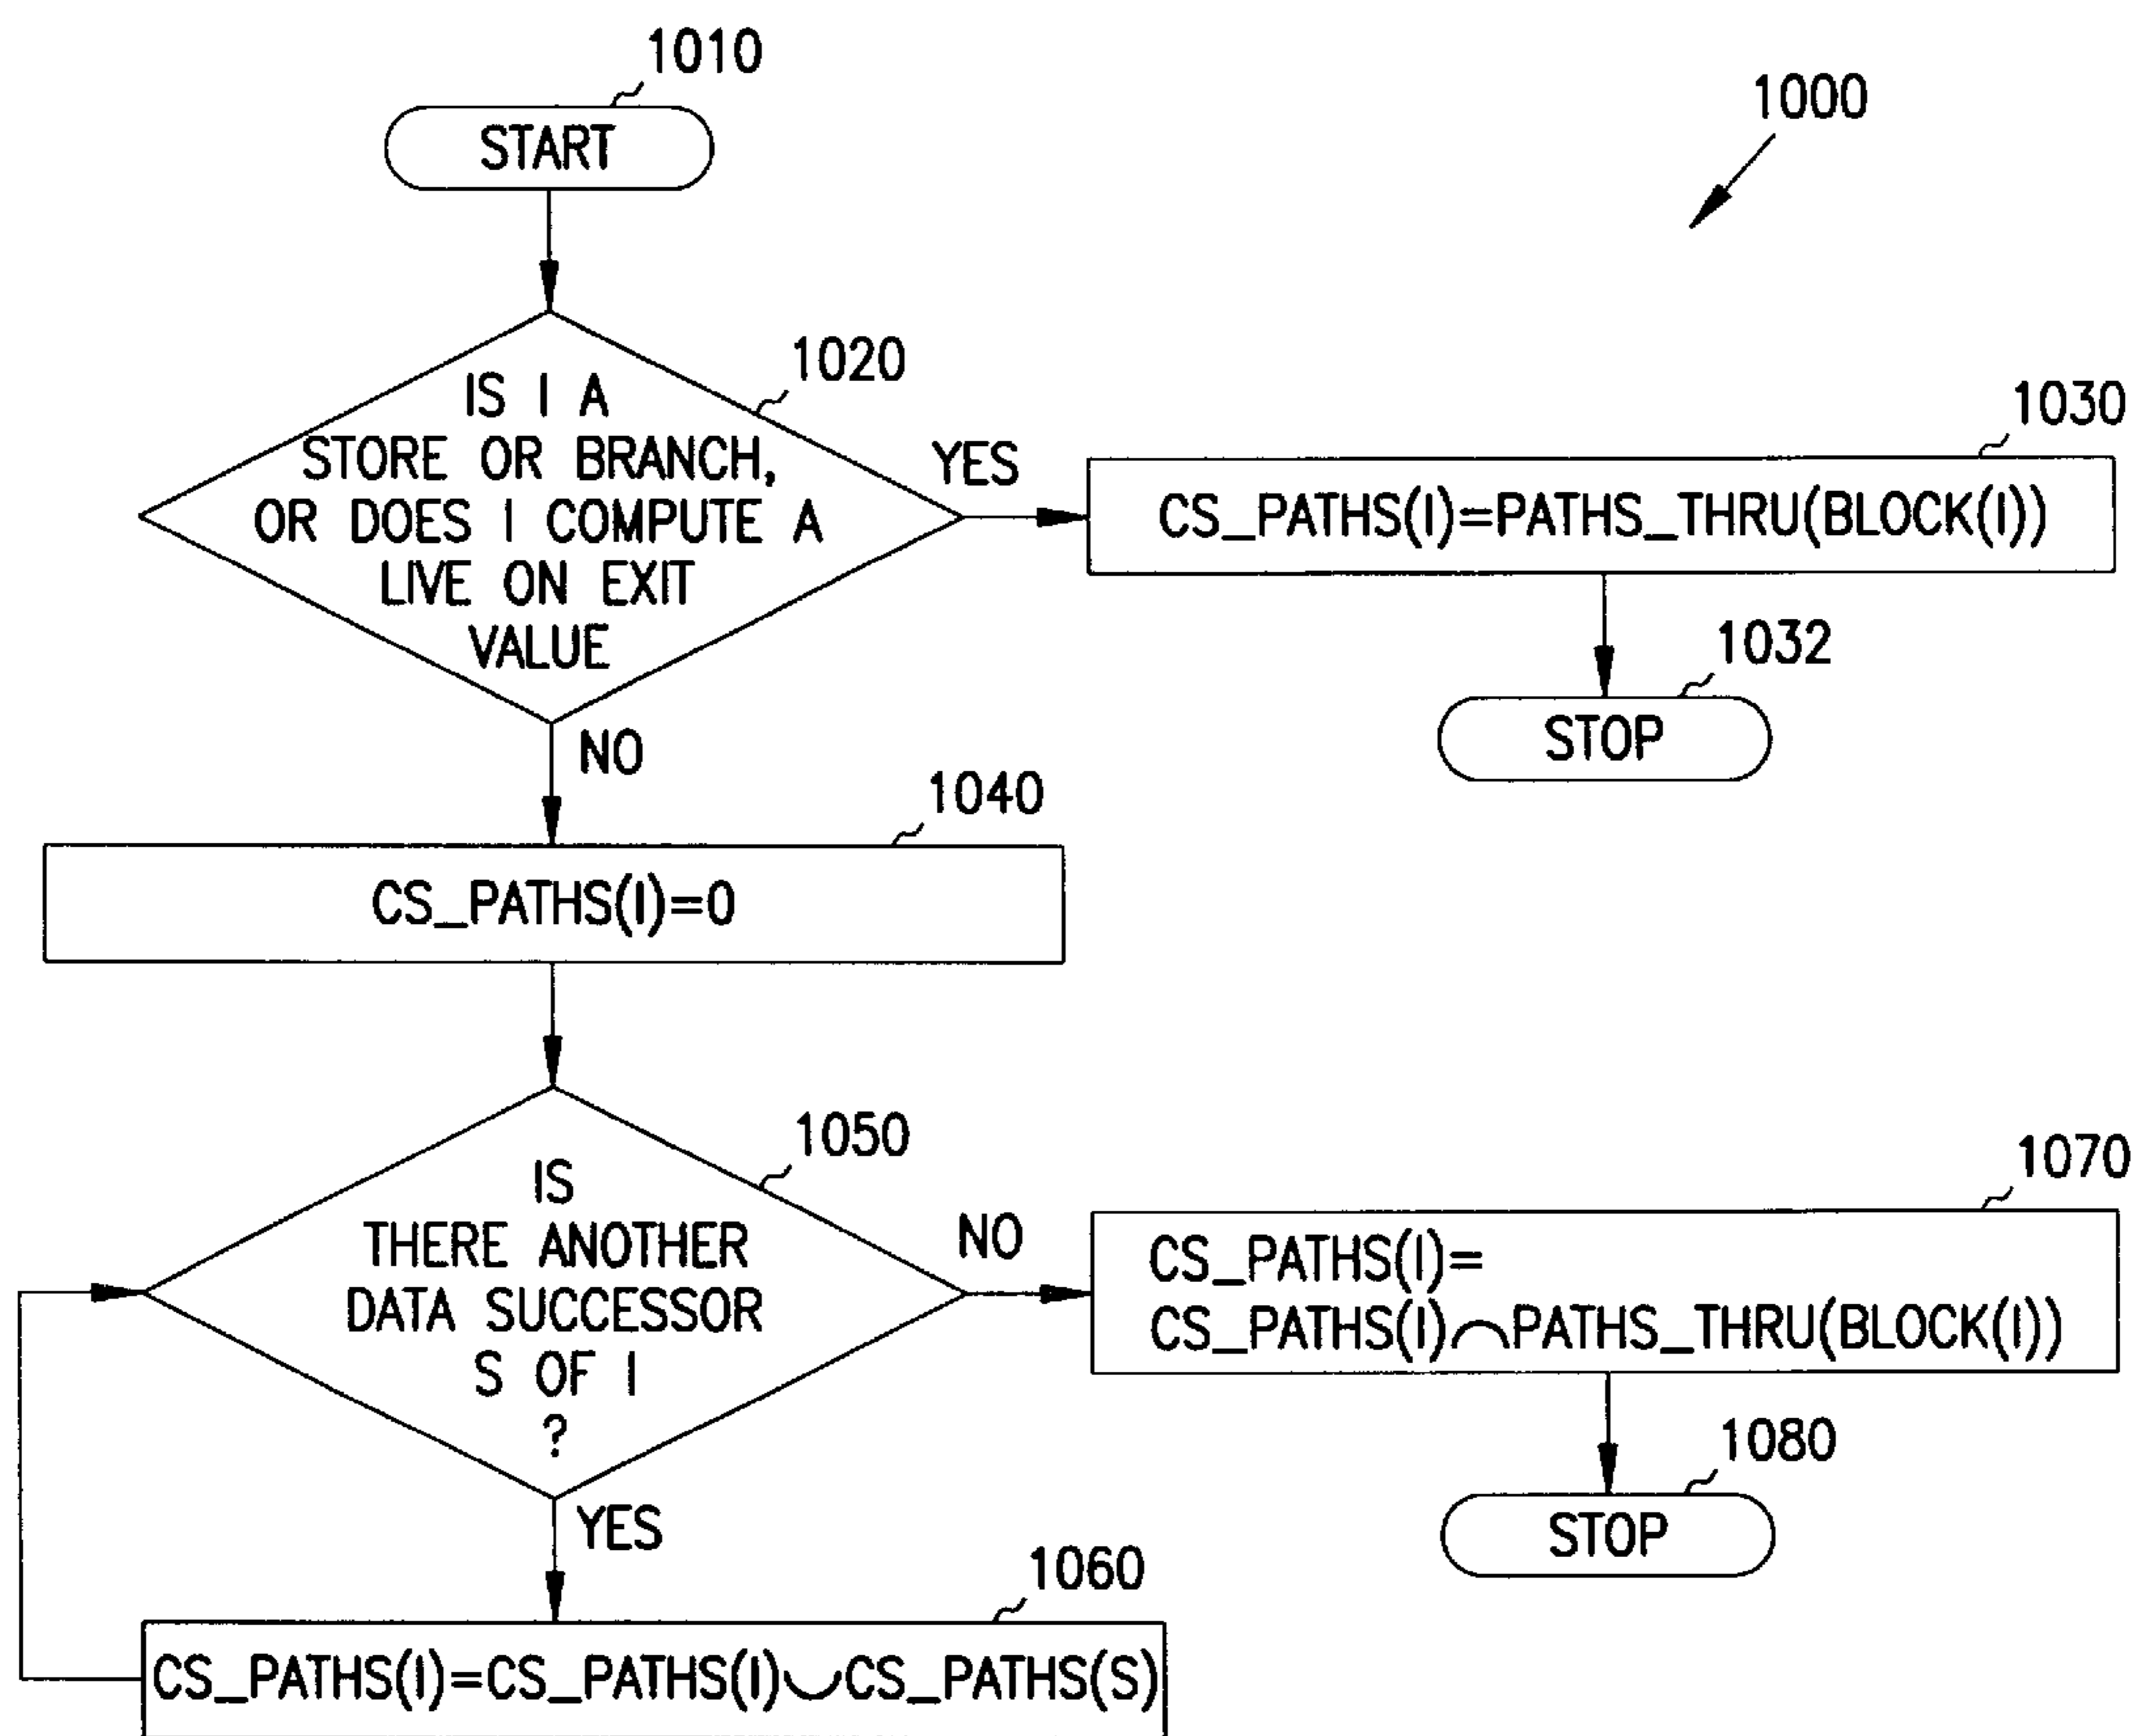 1010
START
1000
1020
IS I A
STORE OR BRANCH,
OR DOES I COMPUTE A
LIVE ON EXIT
VALUE
YES
1030
CS_PATHS(I)=PATHS_THRU(BLOCK(I))
1032
STOP
NO
1040
CS_PATHS(I)=0
1050
IS
THERE ANOTHER
DATA SUCCESSOR
S OF I
?
NO
1070
CS_PATHS(I)=
CS_PATHS(I)⌒PATHS_THRU(BLOCK(I))
1080
STOP
YES
1060
CS_PATHS(I)=CS_PATHS(I)⌣CS_PATHS(S)